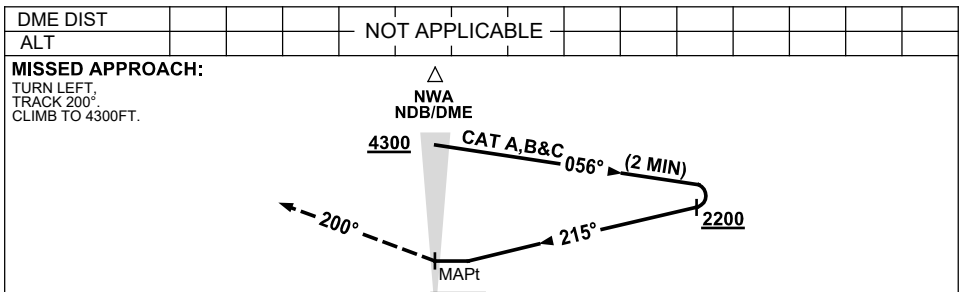 DME DIST
ALT
NOT APPLICABLE
MISSED APPROACH:
TURN LEFT,
TRACK 200°.
CLIMB TO 4300FT.
NWA
NDB/DME
4300
CAT A,B&C
056°
(2 MIN)
2200
215°
200°
MAPt